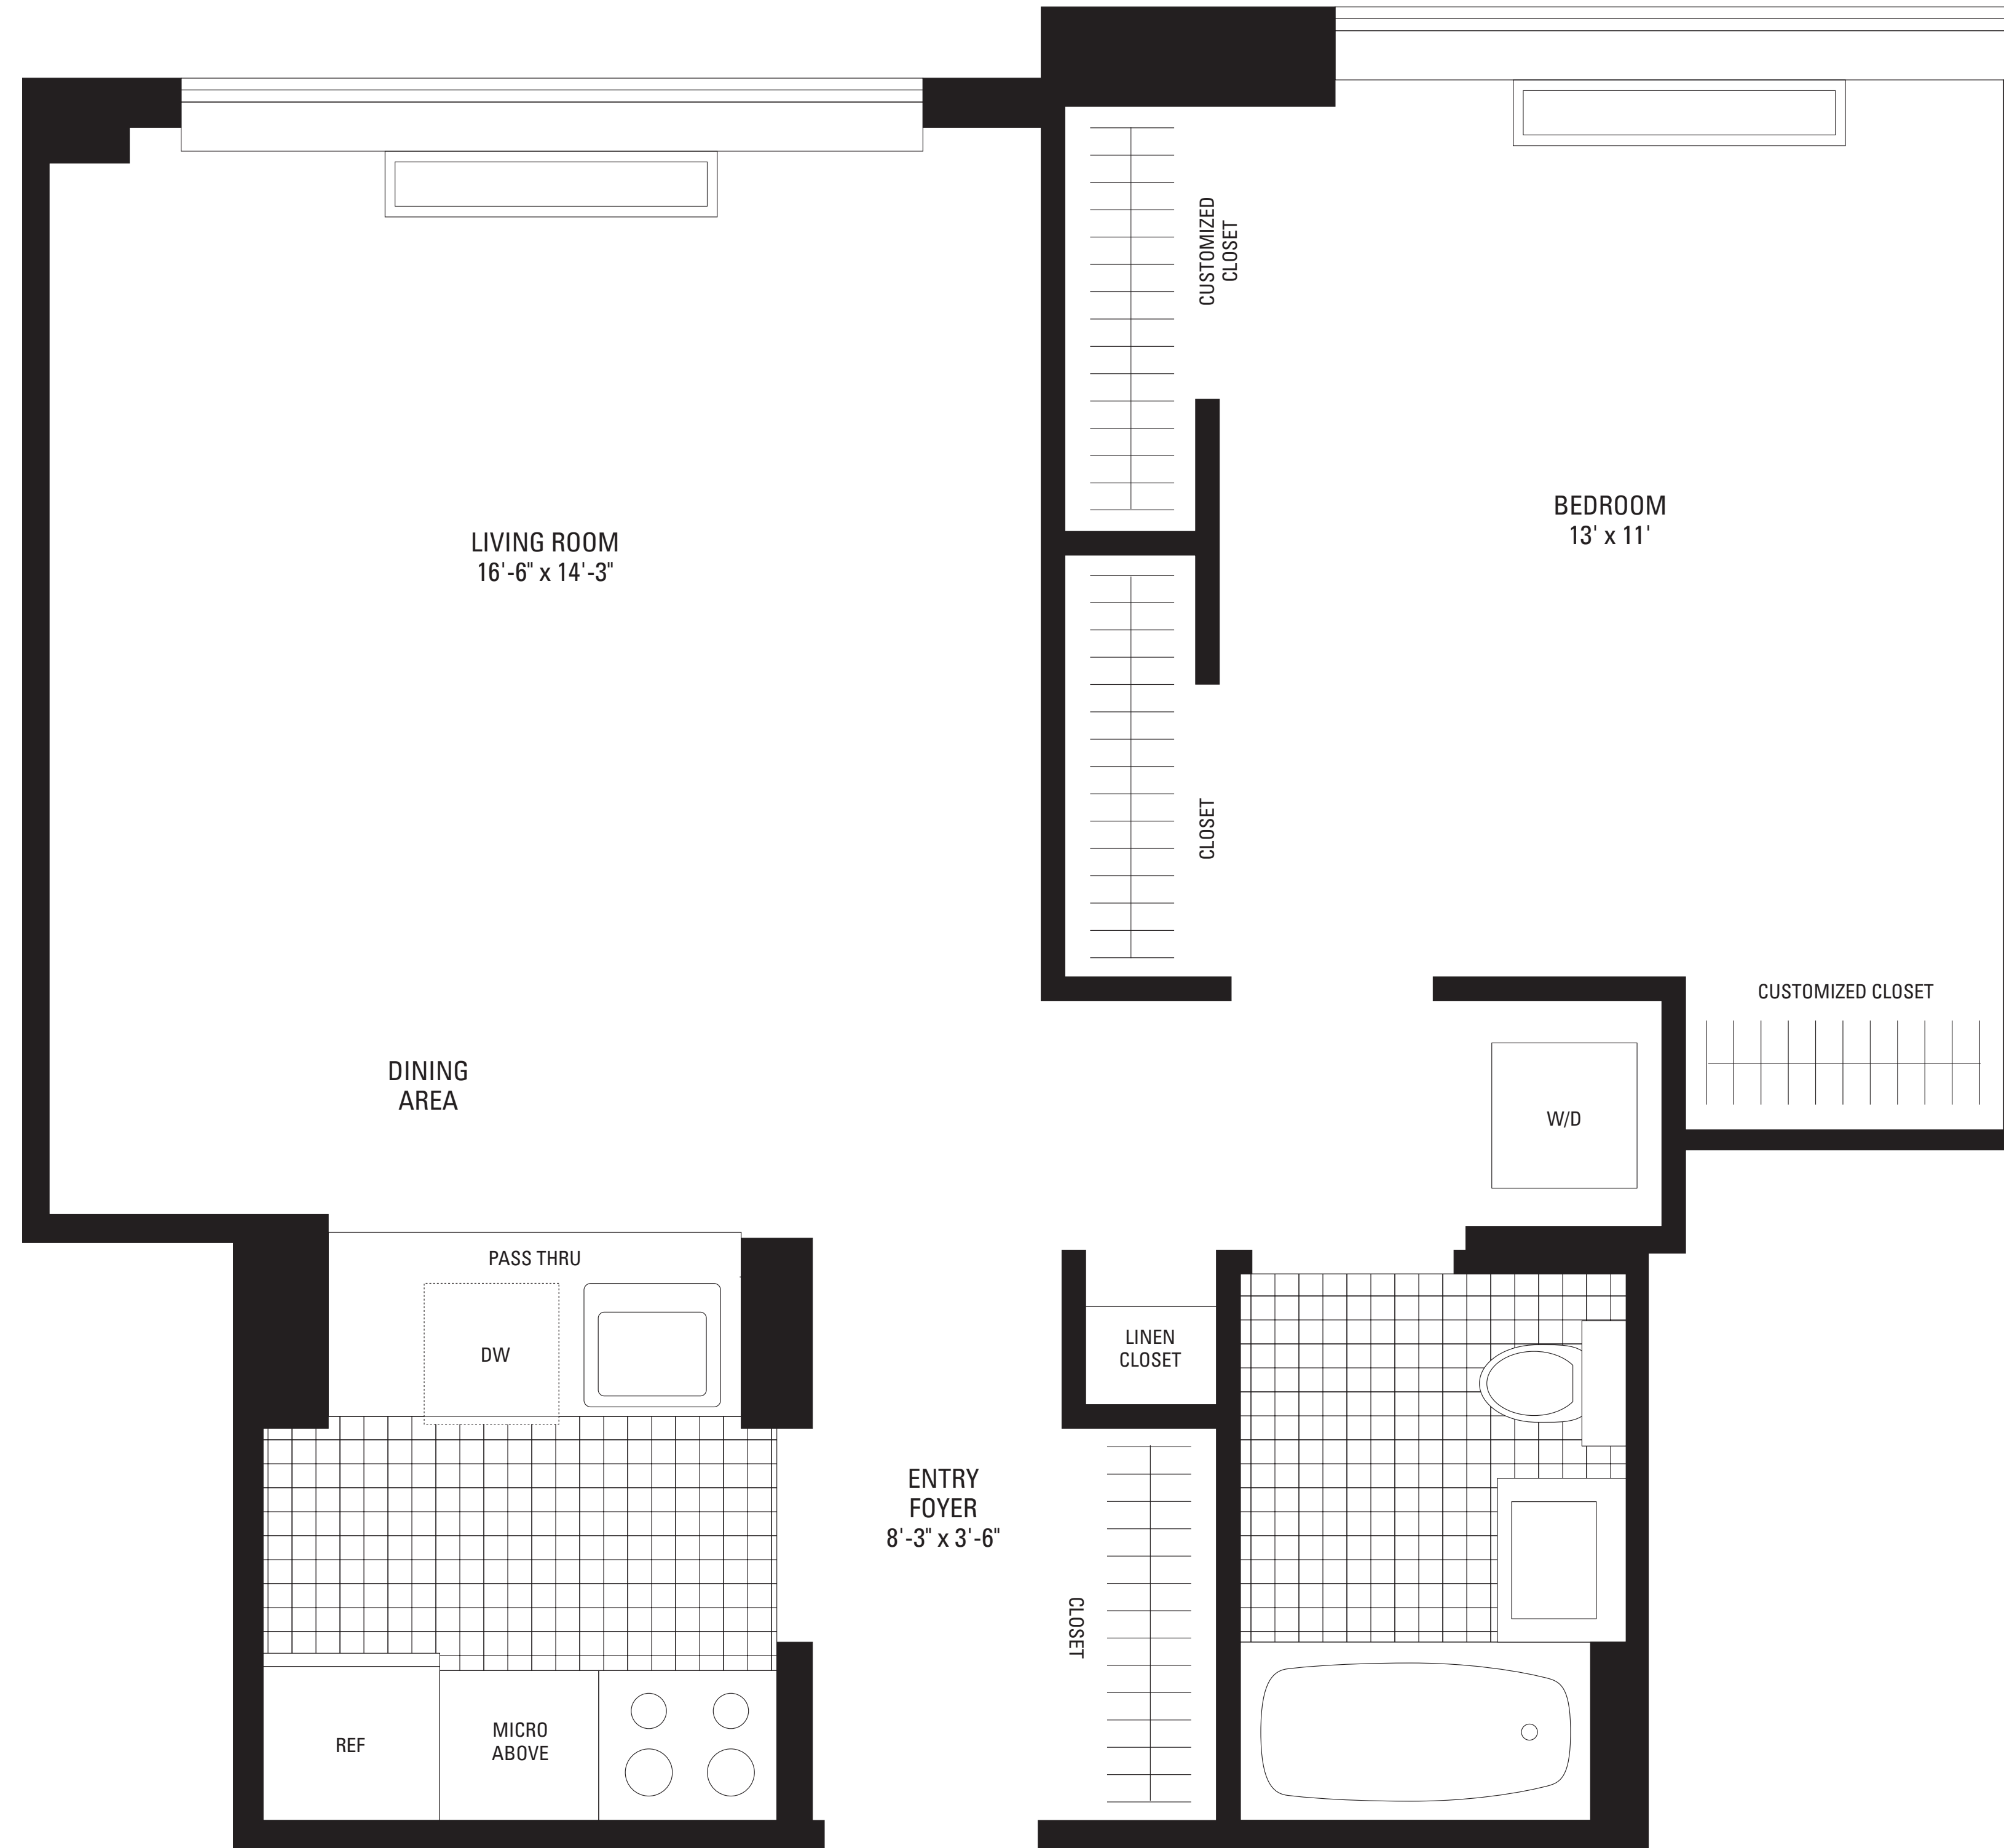 CUSTOMIZED
CLOSET
LIVING ROOM
16'-6" x 14'-3"
BEDROOM
13' x 11'
CLOSET
CUSTOMIZED CLOSET
DINING
AREA
W/D
PASS THRU
DW
LINEN
CLOSET
ENTRY
FOYER
8'-3" x 3'-6"
CLOSET
REF
MICRO
ABOVE